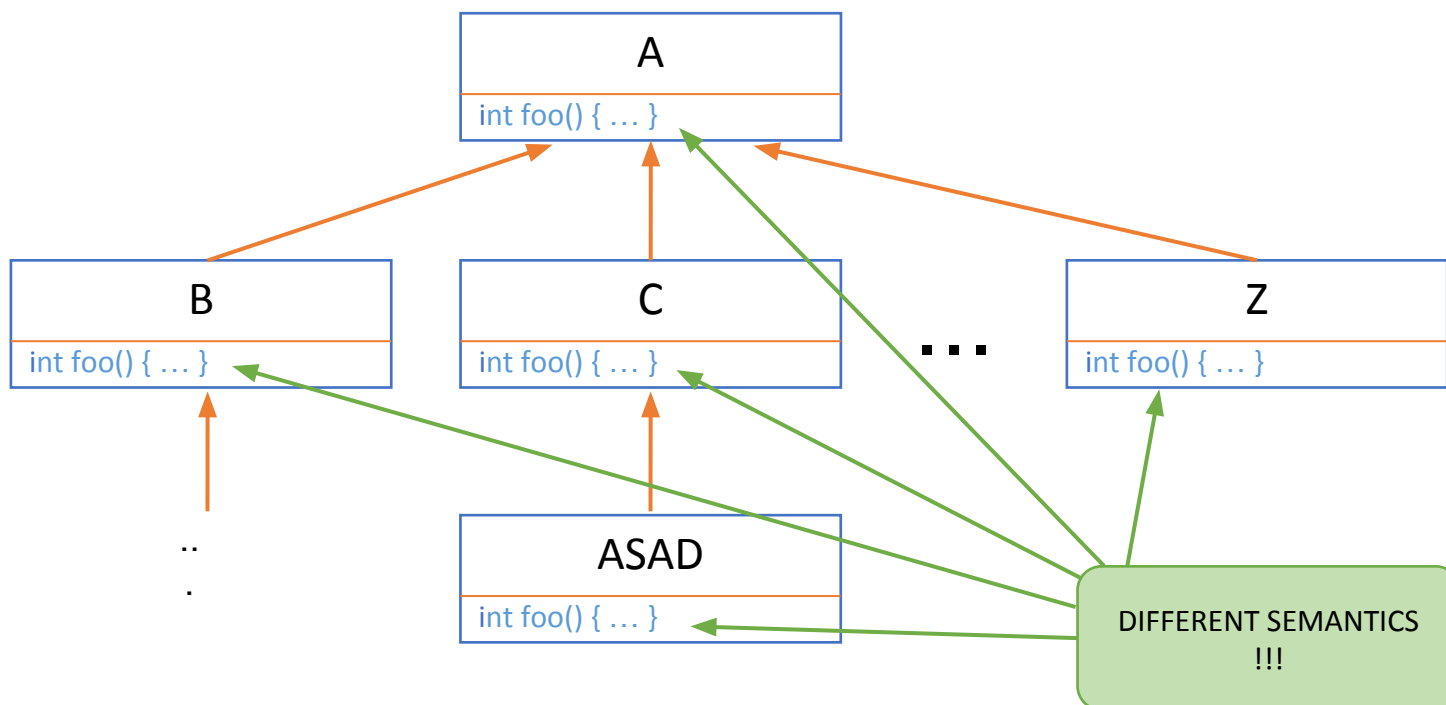 A
int foo() { … }
B
int foo() { … }
C
int foo() { … }
...
Z
int foo() { … }
..
.
ASAD
int foo() { … }
DIFFERENT SEMANTICS
!!!